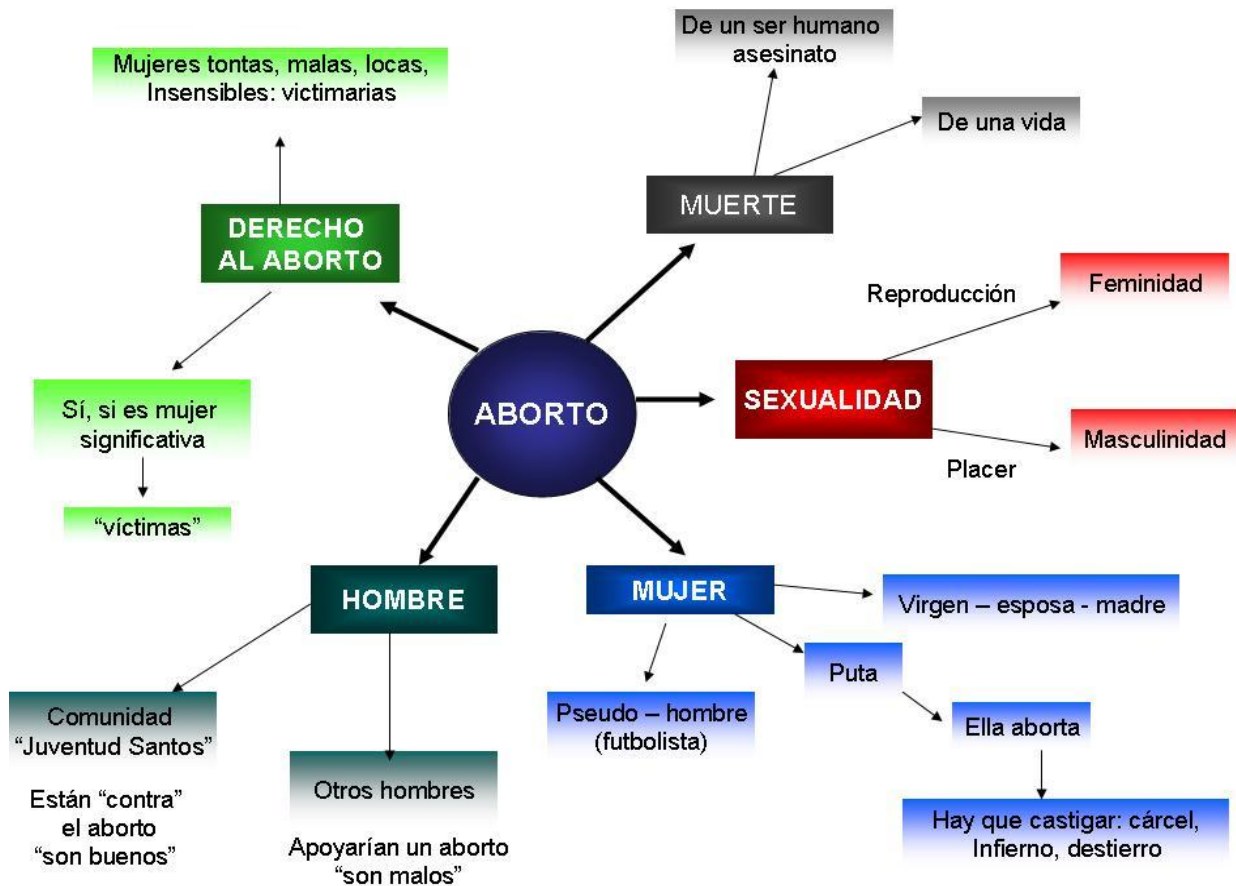 De un ser humano
asesinato
Mujeres tontas, malas, locas,
Insensibles: victimarias
De una vida
MUERTE
DERECHO
AL ABORTO
Reproducción
Feminidad
Sí, si es mujer
significativa
ABORTO
SEXUALIDAD
Masculinidad
Placer
“víctimas”
HOMBRE
MUJER
Virgen – esposa - madre
Puta
Comunidad
“Juventud Santos”
Pseudo – hombre
(futbolista)
Ella aborta
Están “contra”
el aborto
“son buenos”
Otros hombres
Apoyarían un aborto
“son malos”
Hay que castigar: cárcel,
Infierno, destierro